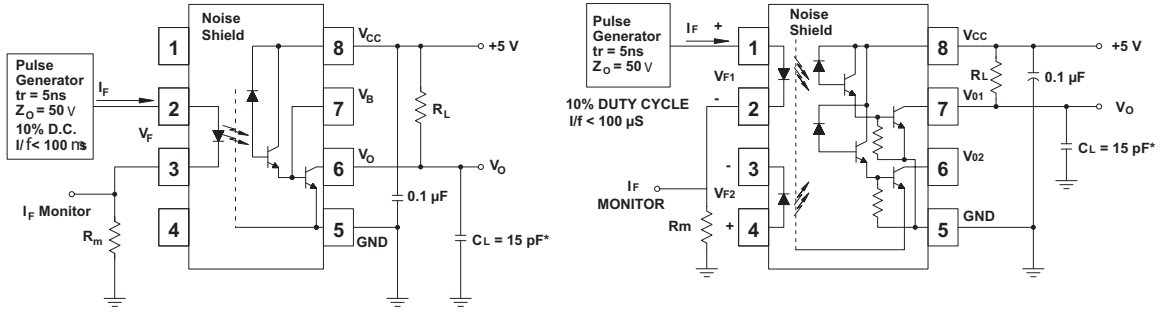 Noise
Shield
Pulse
Generator
tr = 5ns
ZO = 50 V
10% D.C.
I/f < 100 ms
IF
VF
1
2
3
4
8
7
6
5
VCC
VB
VO
GND
+5 V
RL
VO
0.1 µF
CL = 15 pF*
IF Monitor
Rm
Pulse
Generator
tr = 5ns
ZO = 50 V
IF
+
Noise
Shield
VF1
-
10% DUTY CYCLE
I/f < 100 µS
-
VF2
+
IF
MONITOR
Rm
1
2
3
4
8
7
6
5
VCC
V01
V02
GND
+5 V
RL
0.1 µF
VO
CL = 15 pF*